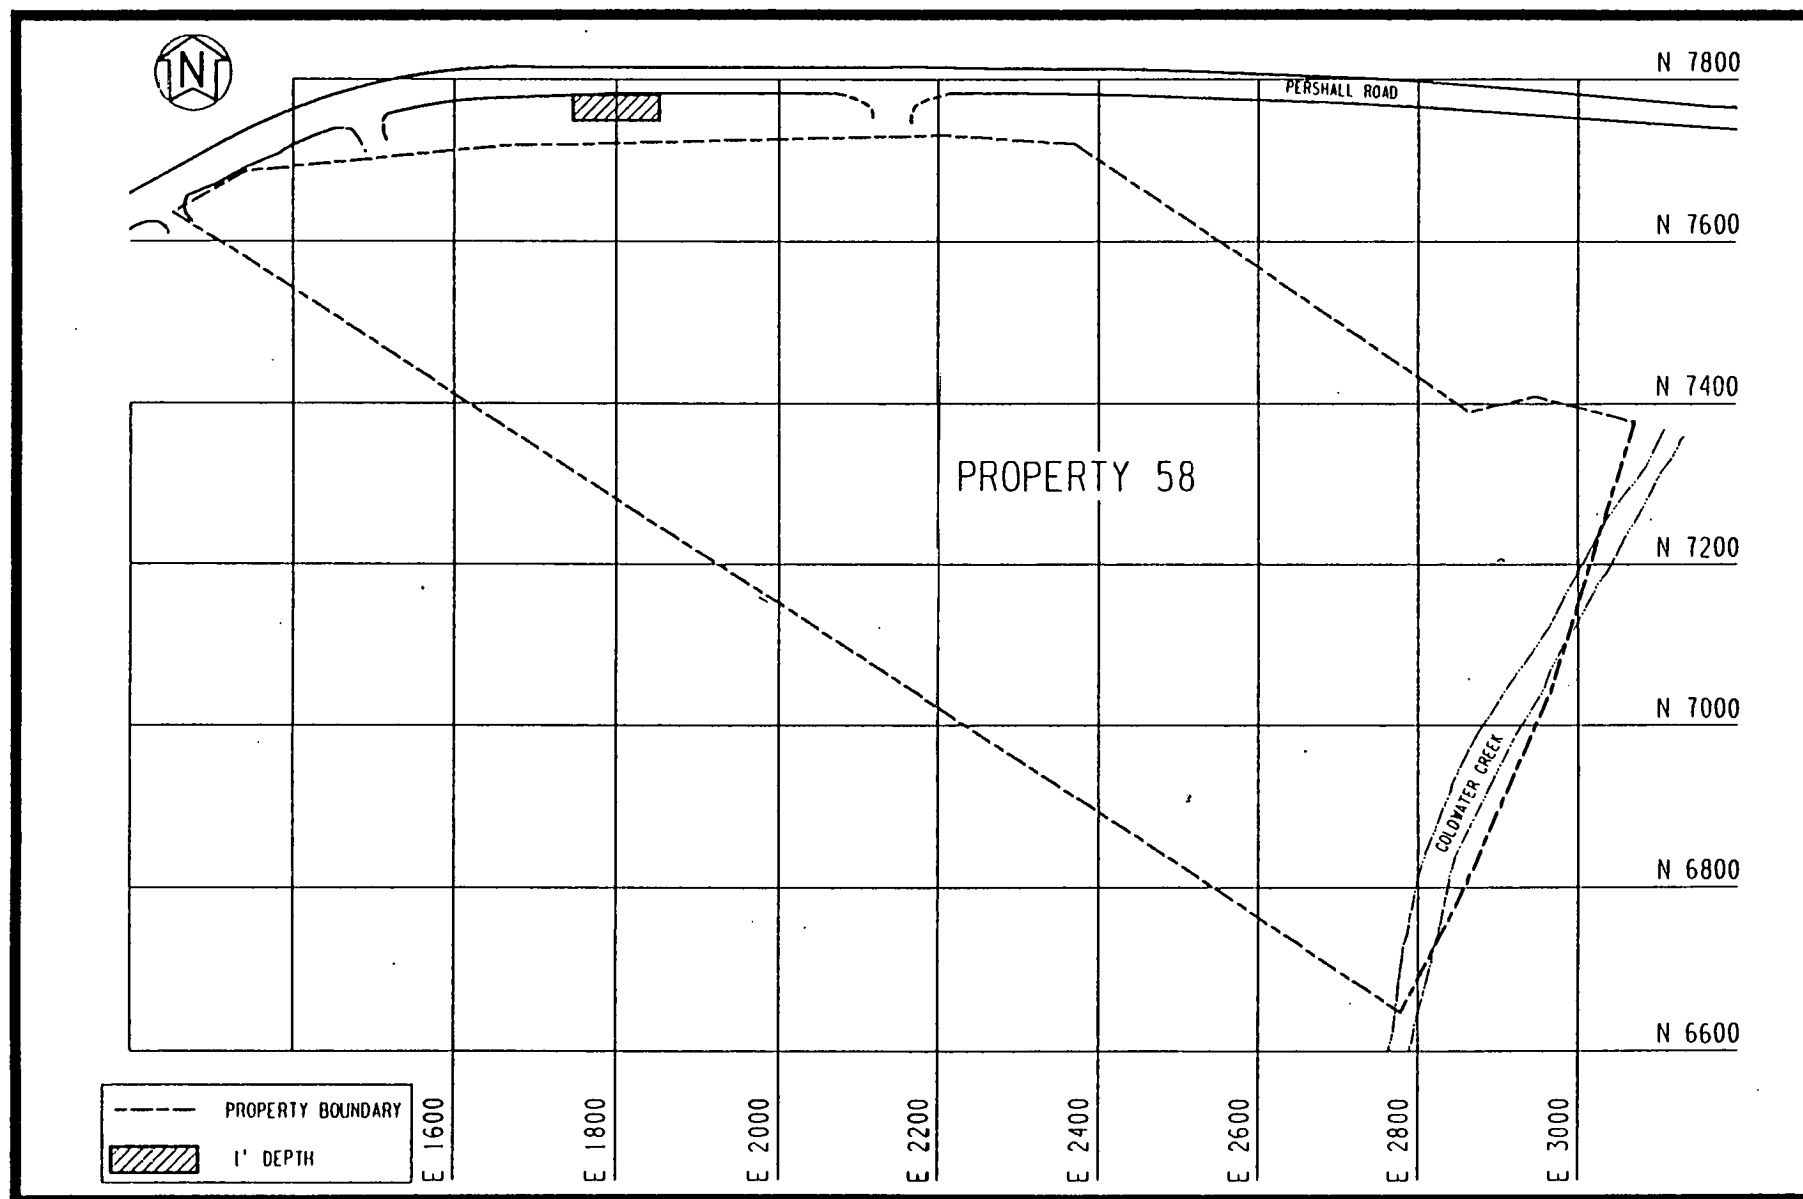 N
N 7800
PERSHALL ROAD
N 7600
N 7400
PROPERTY 58
N 7200
N 7000
COLDWATER CREEK
N 6800
N 6600
PROPERTY BOUNDARY
1' DEPTH
E 1600
E 1800
E 2000
E 2200
E 2400
E 2600
E 2800
E 3000